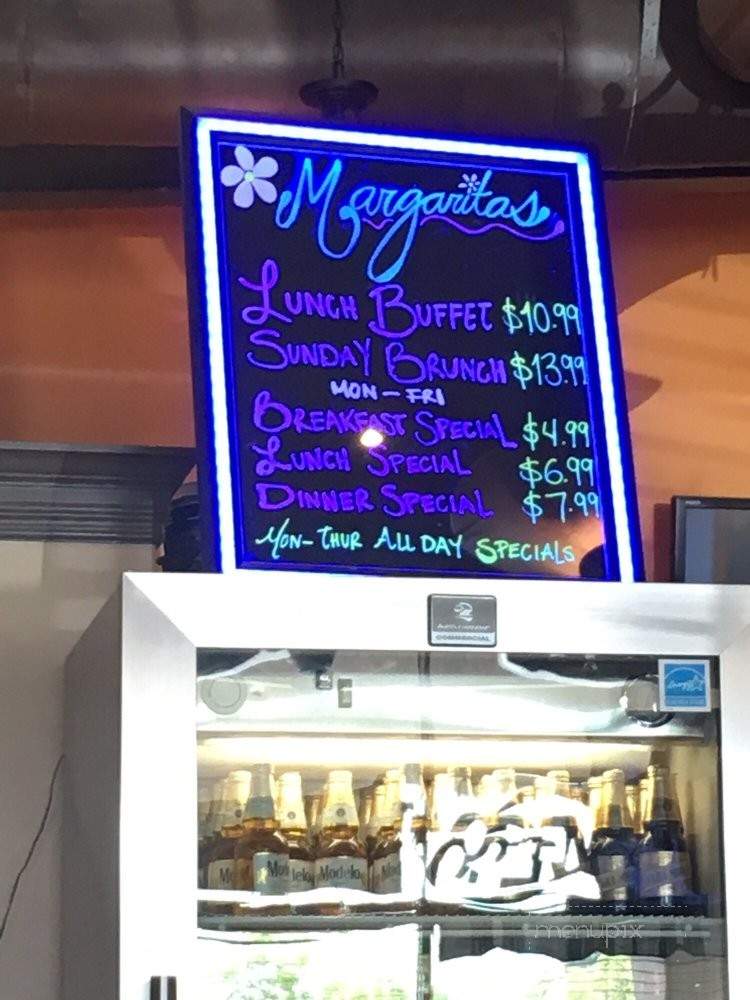 Margaritas
LUNCH BUFFET $10.99
SUNDAY BRUNCH $13.99
MON-FRI
BREAKFAST SPECIAL $4.99
LUNCH SPECIAL $6.99
DINNER SPECIAL $7.99
MON-THUR ALL DAY SPECIALS
COMMERCIAL
Modelo
Modelo
menupix